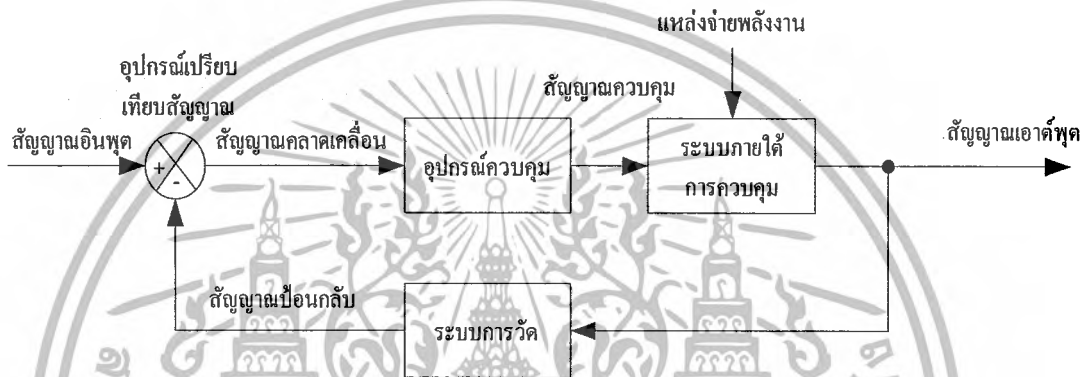 แหล่งจ่ายพลังงาน
อุปกรณ์เปรียบ
เทียบสัญญาณ
สัญญาณควบคุม
สัญญาณอินพุต
สัญญาณคลาดเคลื่อน
สัญญาณเอาต์พุต
+
-
อุปกรณ์ควบคุม
ระบบภายใต้
การควบคุม
สัญญาณป้อนกลับ
ระบบการวัด